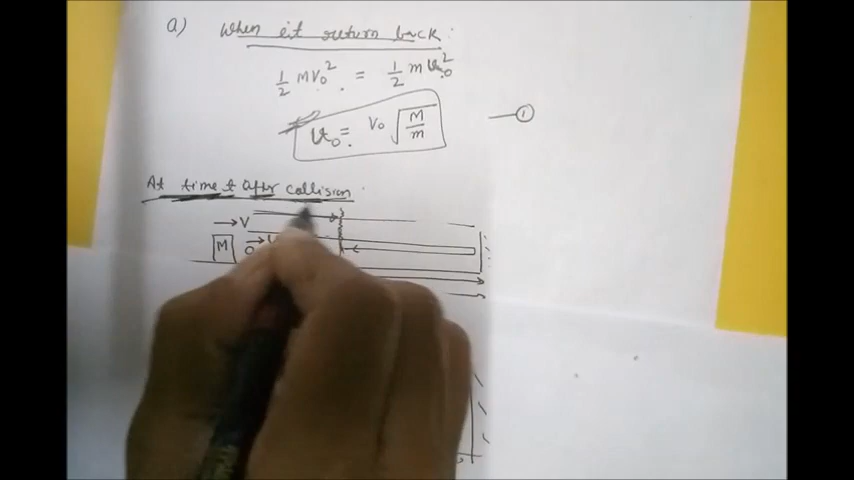 a) When it return back:
½ MV₀² = ½ m v₀²
v₀ = V₀ √(M/m) —①
At time t after collision
→ V
M